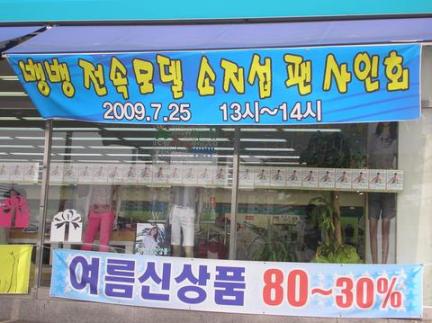 뱅뱅 전속모델 소지섭 팬 사인회
2009.7.25 13시~14시
여름신상품 80~30%